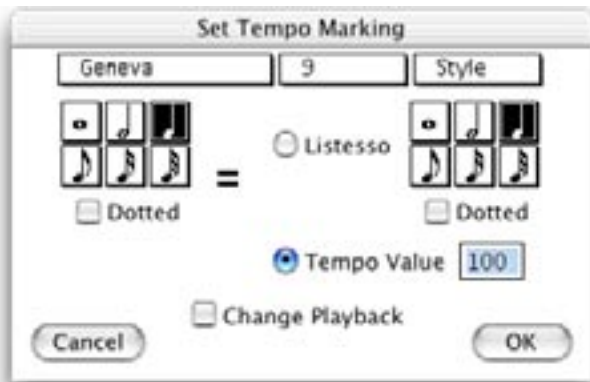 Set Tempo Marking
Geneva 9 Style
Listesso
=
Dotted Dotted
Tempo Value 100
Change Playback
Cancel OK